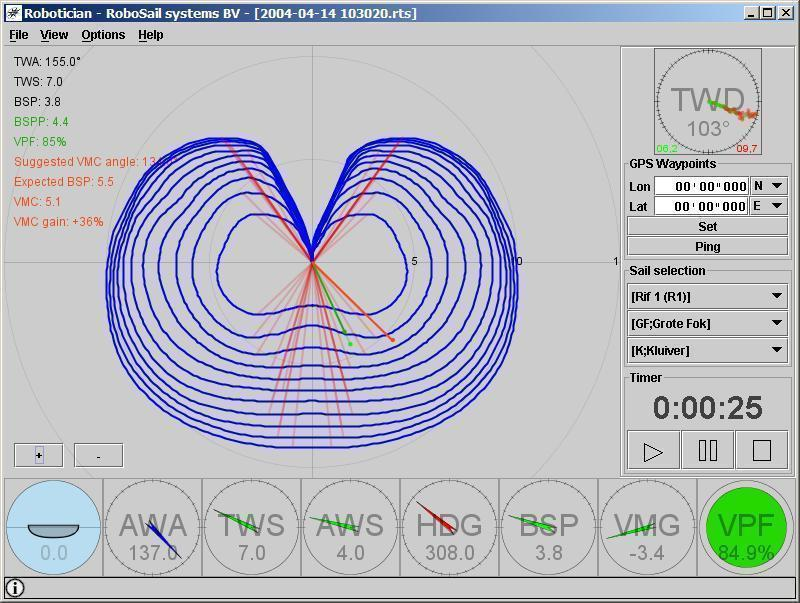 Robotician - RoboSail systems BV - [2004-04-14 103020.rts]
File View Options Help
TWA: 155.0°
TWS: 7.0
BSP: 3.8
BSPP: 4.4
VPF: 85%
Suggested VMC angle:
Expected BSP: 5.5
VMC: 5.1
VMC gain: +36%
5
10
1
+ -
TWD
103°
06,2 09,7
GPS Waypoints
Lon 00 ' 00 " 000 N
Lat 00 ' 00 " 000 E
Set
Ping
Sail selection
[Rif 1 (R1)]
[GF;Grote Fok]
[K;Kluiver]
Timer
0:00:25
0.0
AWA
137.0
TWS
7.0
AWS
4.0
HDG
308.0
BSP
3.8
VMG
-3.4
VPF
84.9%